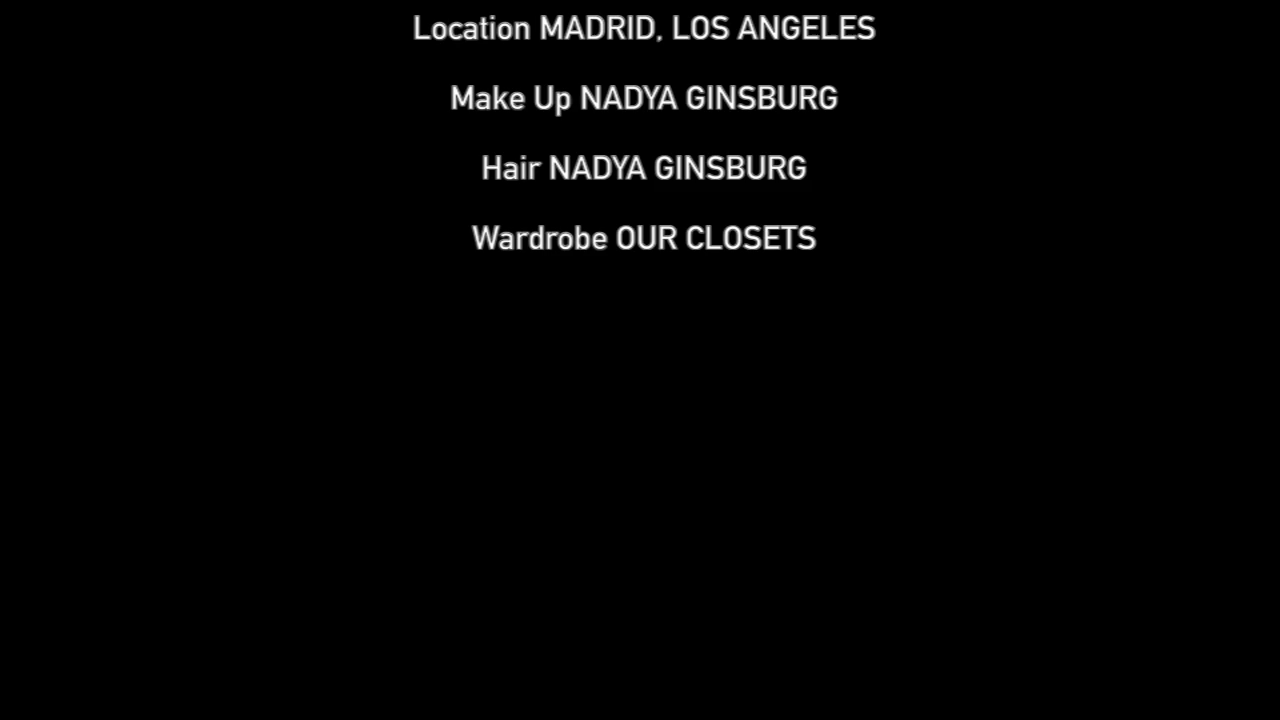 Location MADRID, LOS ANGELES
Make Up NADYA GINSBURG
Hair NADYA GINSBURG
Wardrobe OUR CLOSETS